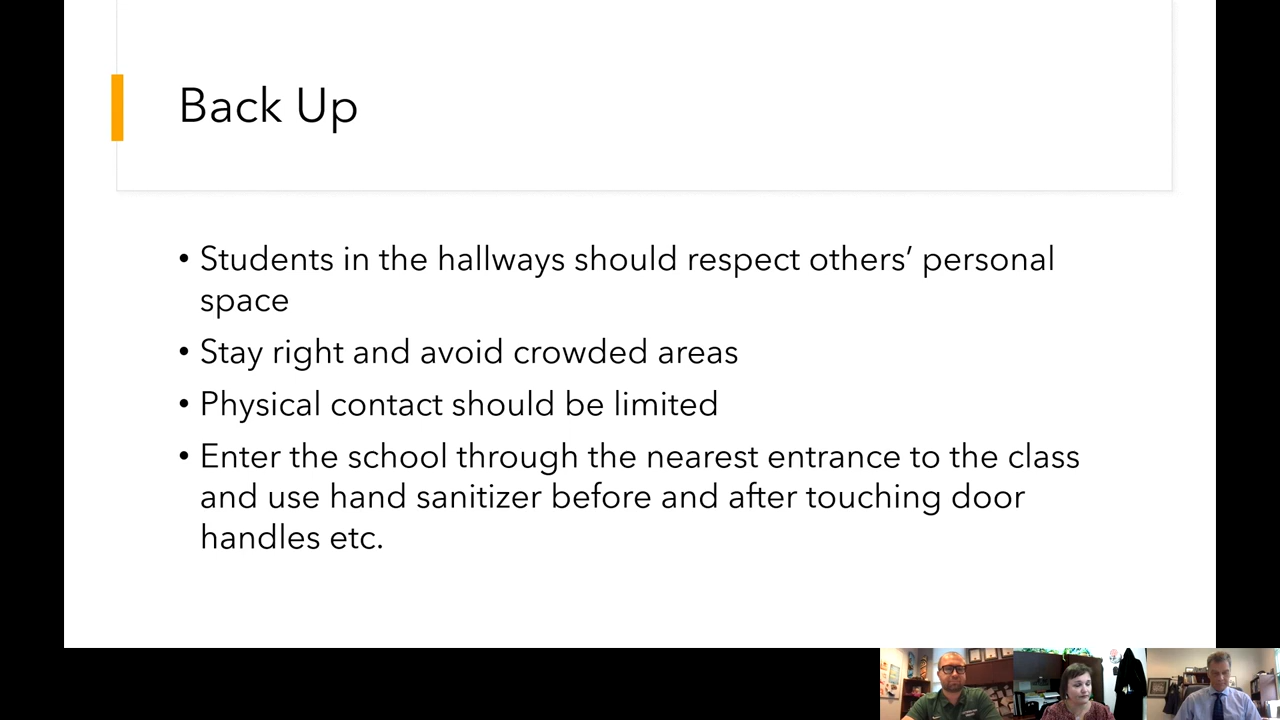 Back Up
• Students in the hallways should respect others’ personal
space
• Stay right and avoid crowded areas
• Physical contact should be limited
• Enter the school through the nearest entrance to the class
and use hand sanitizer before and after touching door
handles etc.